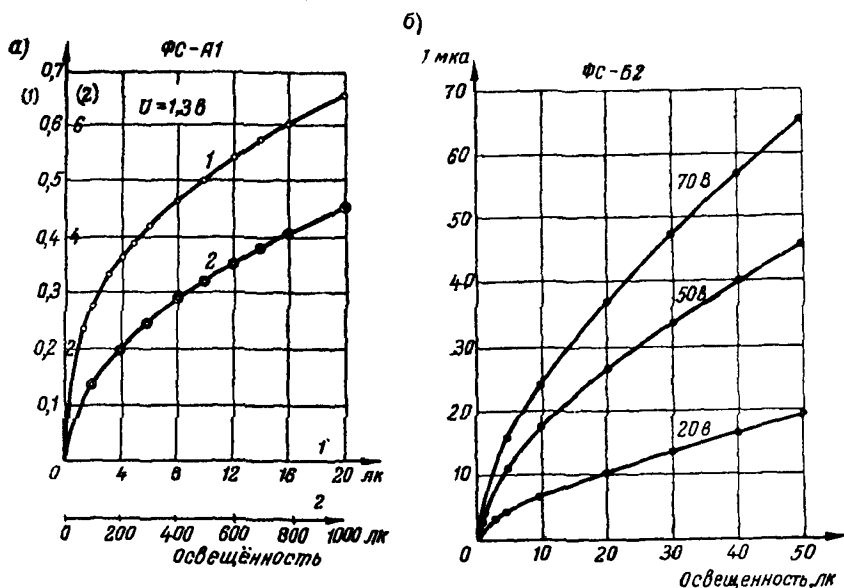 а)
ФС-А1
0,7
(1)
(2)
U = 1,3 в
0,6
6
1
0,5
0,4
4
2
0,3
0,2
2
0,1
1
0 4 8 12 16 20 лк
2
0 200 400 600 800 1000 лк
Освещённость
б)
I мка
ФС-Б2
70
60
70 в
50
50 в
40
30
20
20 в
10
0 10 20 30 40 50
Освещенность, лк